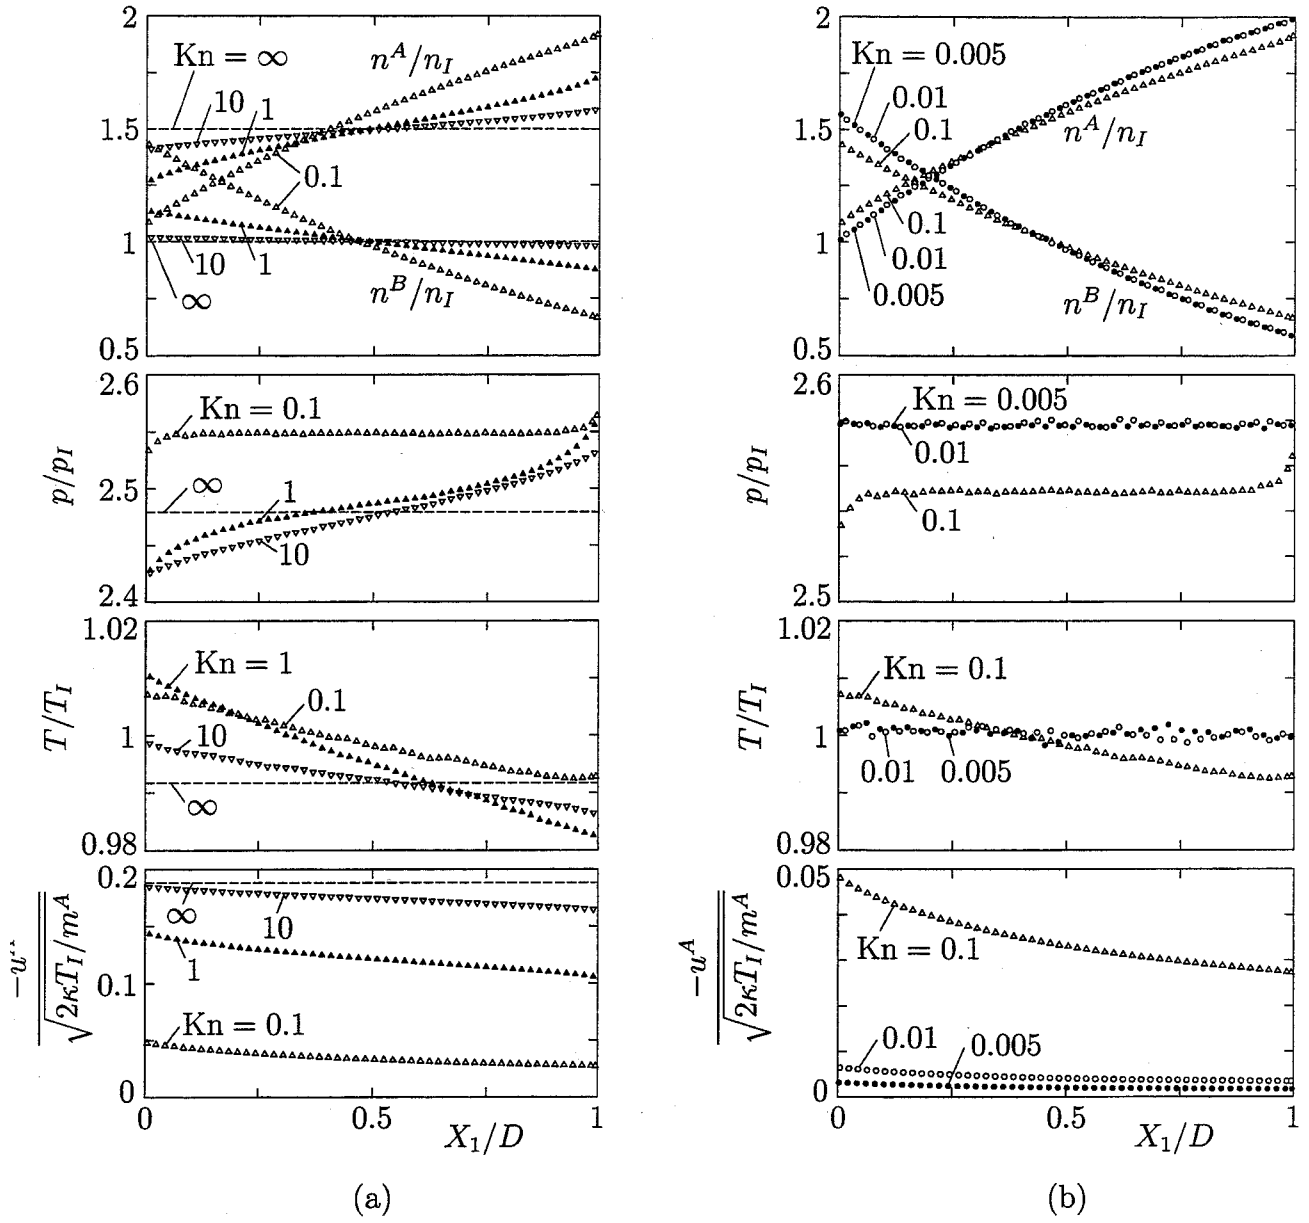 2
Kn = ∞
n^A/n_I
10
1
1.5
0.1
1
10
1
∞
n^B/n_I
0.5
2.6
Kn = 0.1
p/p_I
∞
1
2.5
10
2.4
1.02
Kn = 1
0.1
T/T_I
10
1
∞
0.98
0.2
∞
10
1
0.1
Kn = 0.1
√2κT_I/m^A
0
0
0.5
1
X_1/D
(a)
2
Kn = 0.005
0.01
0.1
1.5
n^A/n_I
0.1
1
0.01
0.005
n^B/n_I
0.5
2.6
Kn = 0.005
0.01
p/p_I
0.1
2.5
1.02
Kn = 0.1
T/T_I
1
0.01
0.005
0.98
0.05
Kn = 0.1
-u^A
√2κT_I/m^A
0.01
0.005
0
0
0.5
1
X_1/D
(b)